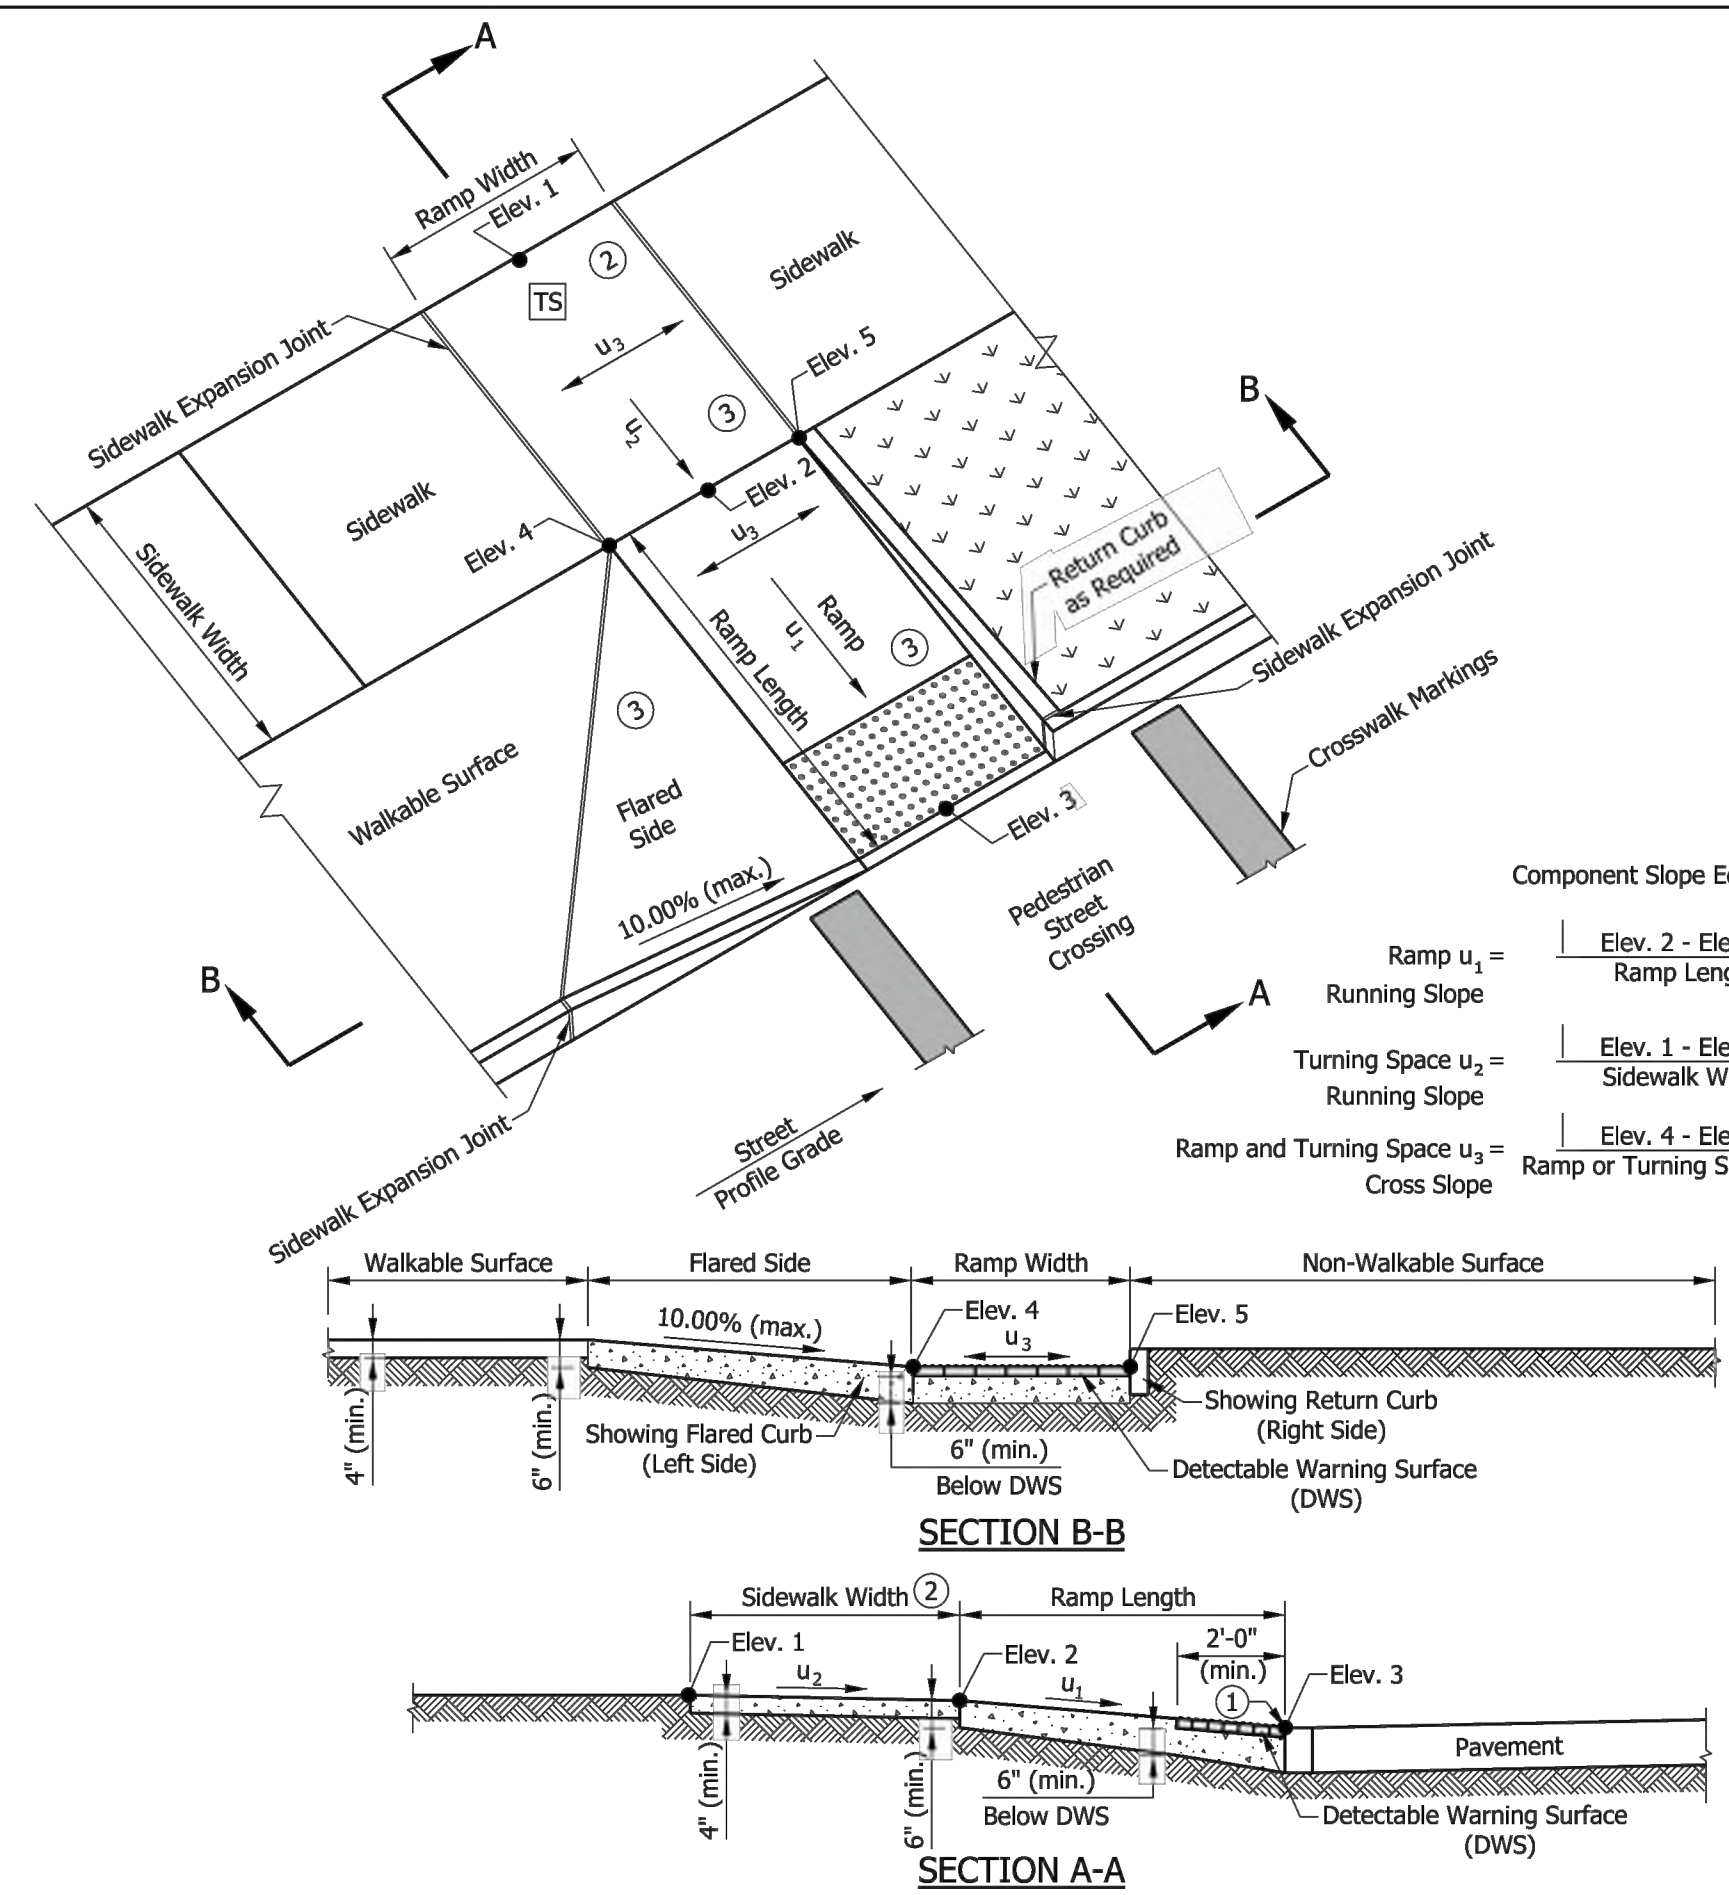 A
Ramp Width
Elev. 1
2
TS
Sidewalk
u3
Elev. 5
Sidewalk Expansion Joint
3
u2
B
Elev. 2
Sidewalk
Elev. 4
u3
Return Curb
as Required
Sidewalk Width
Ramp
u1
Ramp Length
3
Sidewalk Expansion Joint
3
Crosswalk Markings
Walkable Surface
Flared
Side
Elev. 3
10.00% (max.)
Pedestrian
Street
Crossing
B
A
Street
Profile Grade
Sidewalk Expansion Joint
Component Slope
Ramp u1 =
Running Slope
Elev. 2 -
Ramp
Turning Space u2 =
Running Slope
Elev. 1 -
Sidewalk
Ramp and Turning Space u3 =
Cross Slope
Elev. 4 -
Ramp or Turning
Walkable Surface
Flared Side
Ramp Width
Non-Walkable Surface
10.00% (max.)
Elev. 4
u3
Elev. 5
4" (min.)
6" (min.)
Showing Flared Curb
(Left Side)
6" (min.)
Below DWS
Showing Return Curb
(Right Side)
Detectable Warning Surface
(DWS)
SECTION B-B
Sidewalk Width 2
Ramp Length
Elev. 1
u2
Elev. 2
u1
2'-0"
(min.)
1
Elev. 3
4" (min.)
6" (min.)
6" (min.)
Below DWS
Pavement
Detectable Warning Surface
(DWS)
SECTION A-A